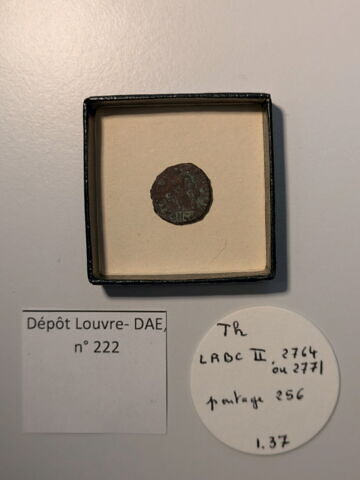 Dépôt Louvre- DAE,
n° 222
Th
LRBC II, 2764
ou 2771
partage 256
1.37